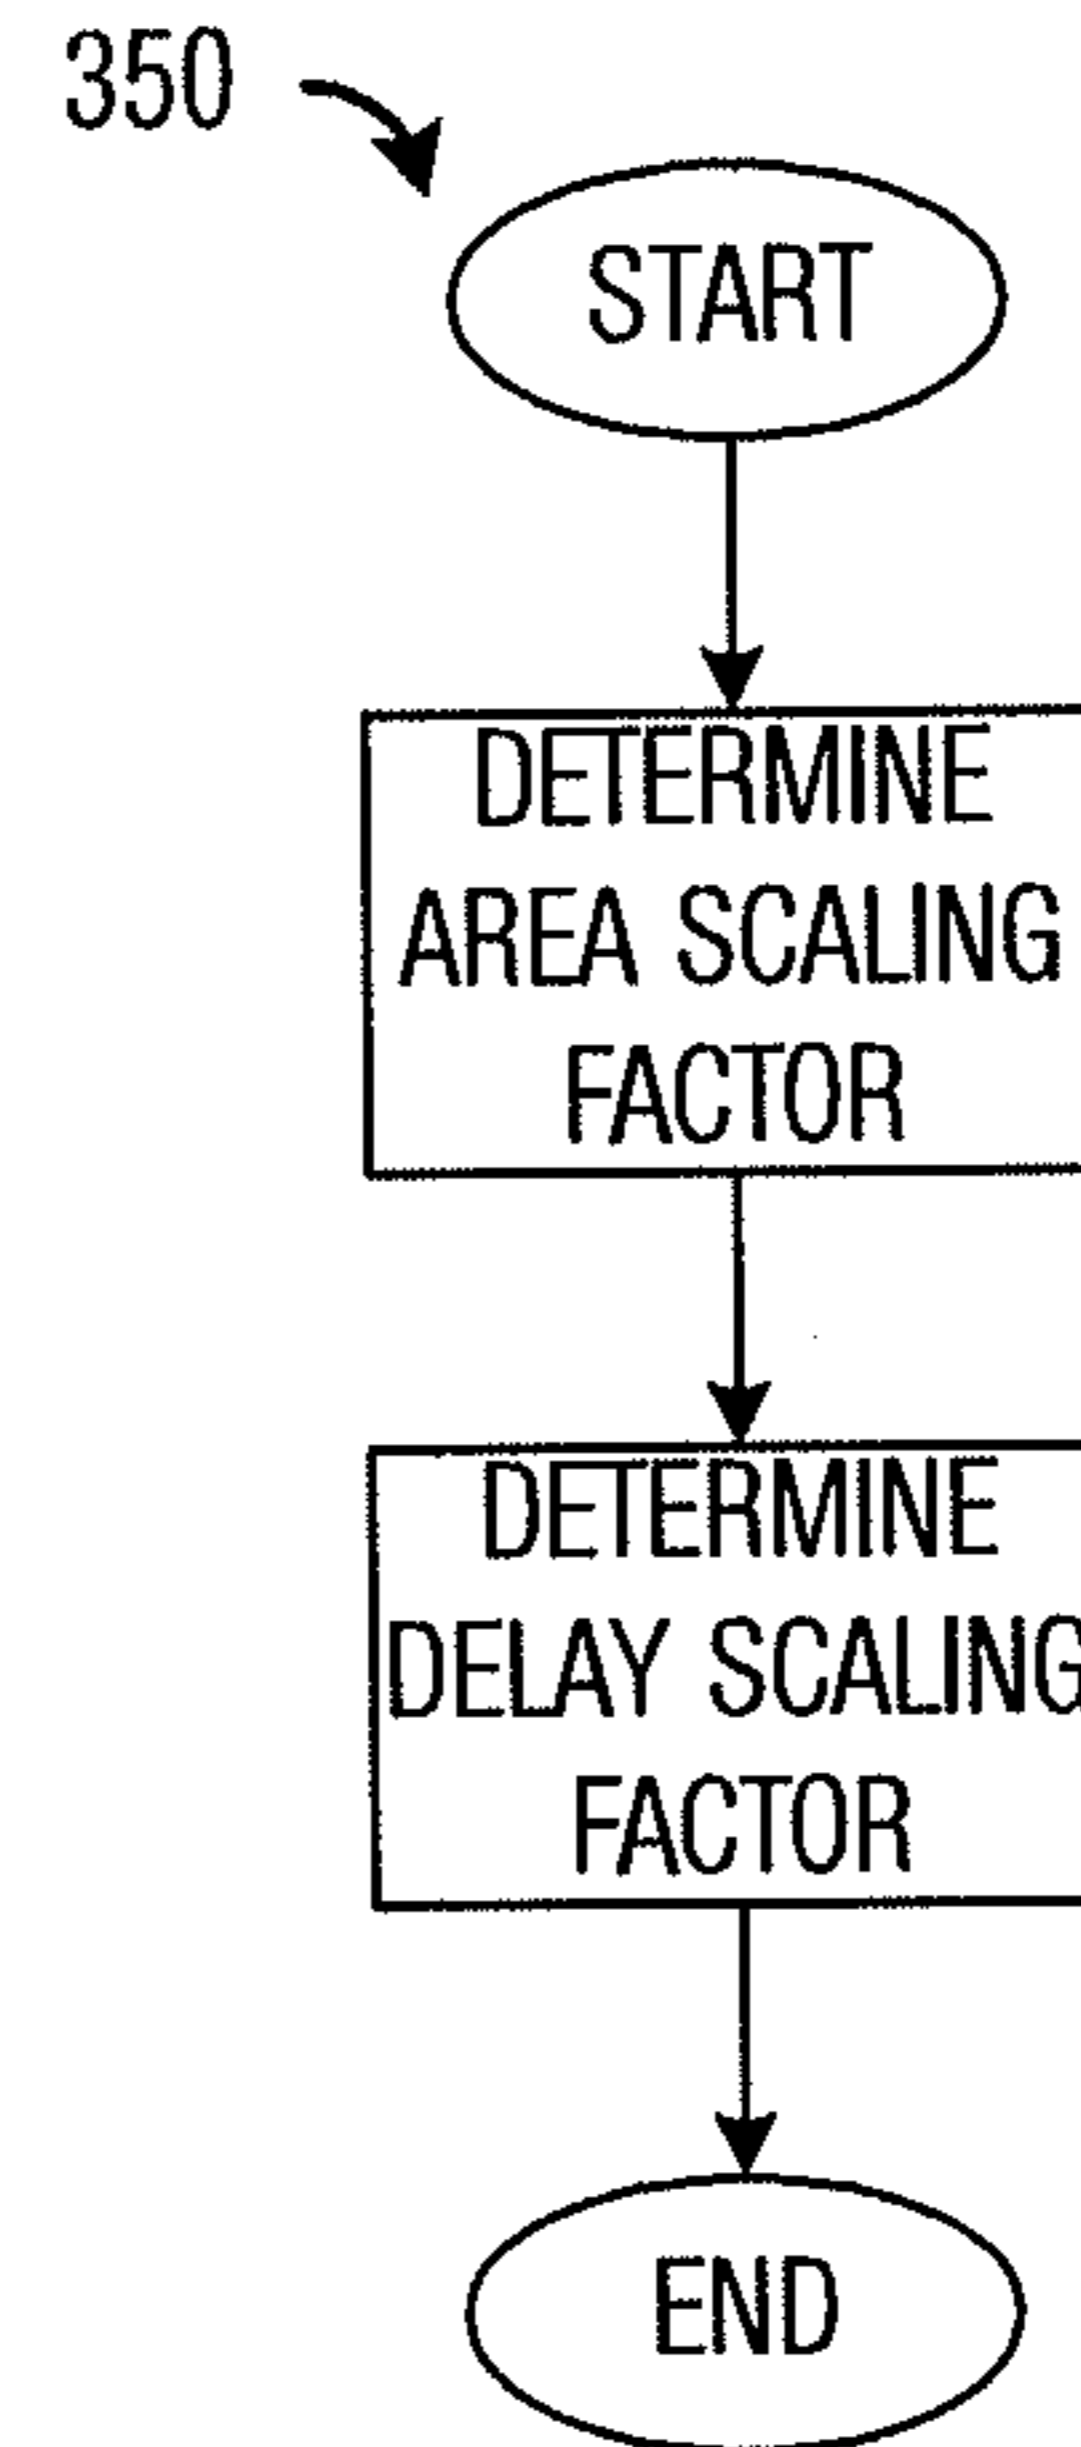 350
START
DETERMINE
AREA SCALING
FACTOR
DETERMINE
DELAY SCALING
FACTOR
END